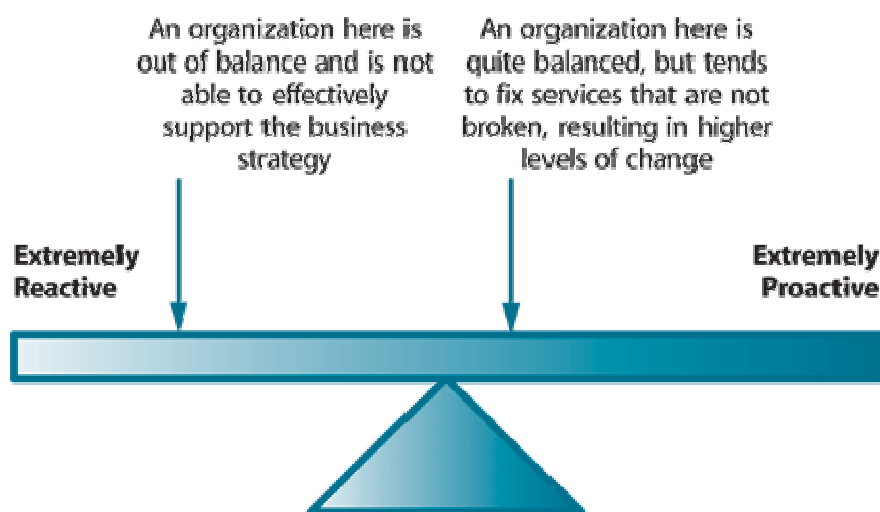 An organization here is
out of balance and is not
able to effectively
support the business
strategy
An organization here is
quite balanced, but tends
to fix services that are not
broken, resulting in higher
levels of change
Extremely
Reactive
Extremely
Proactive